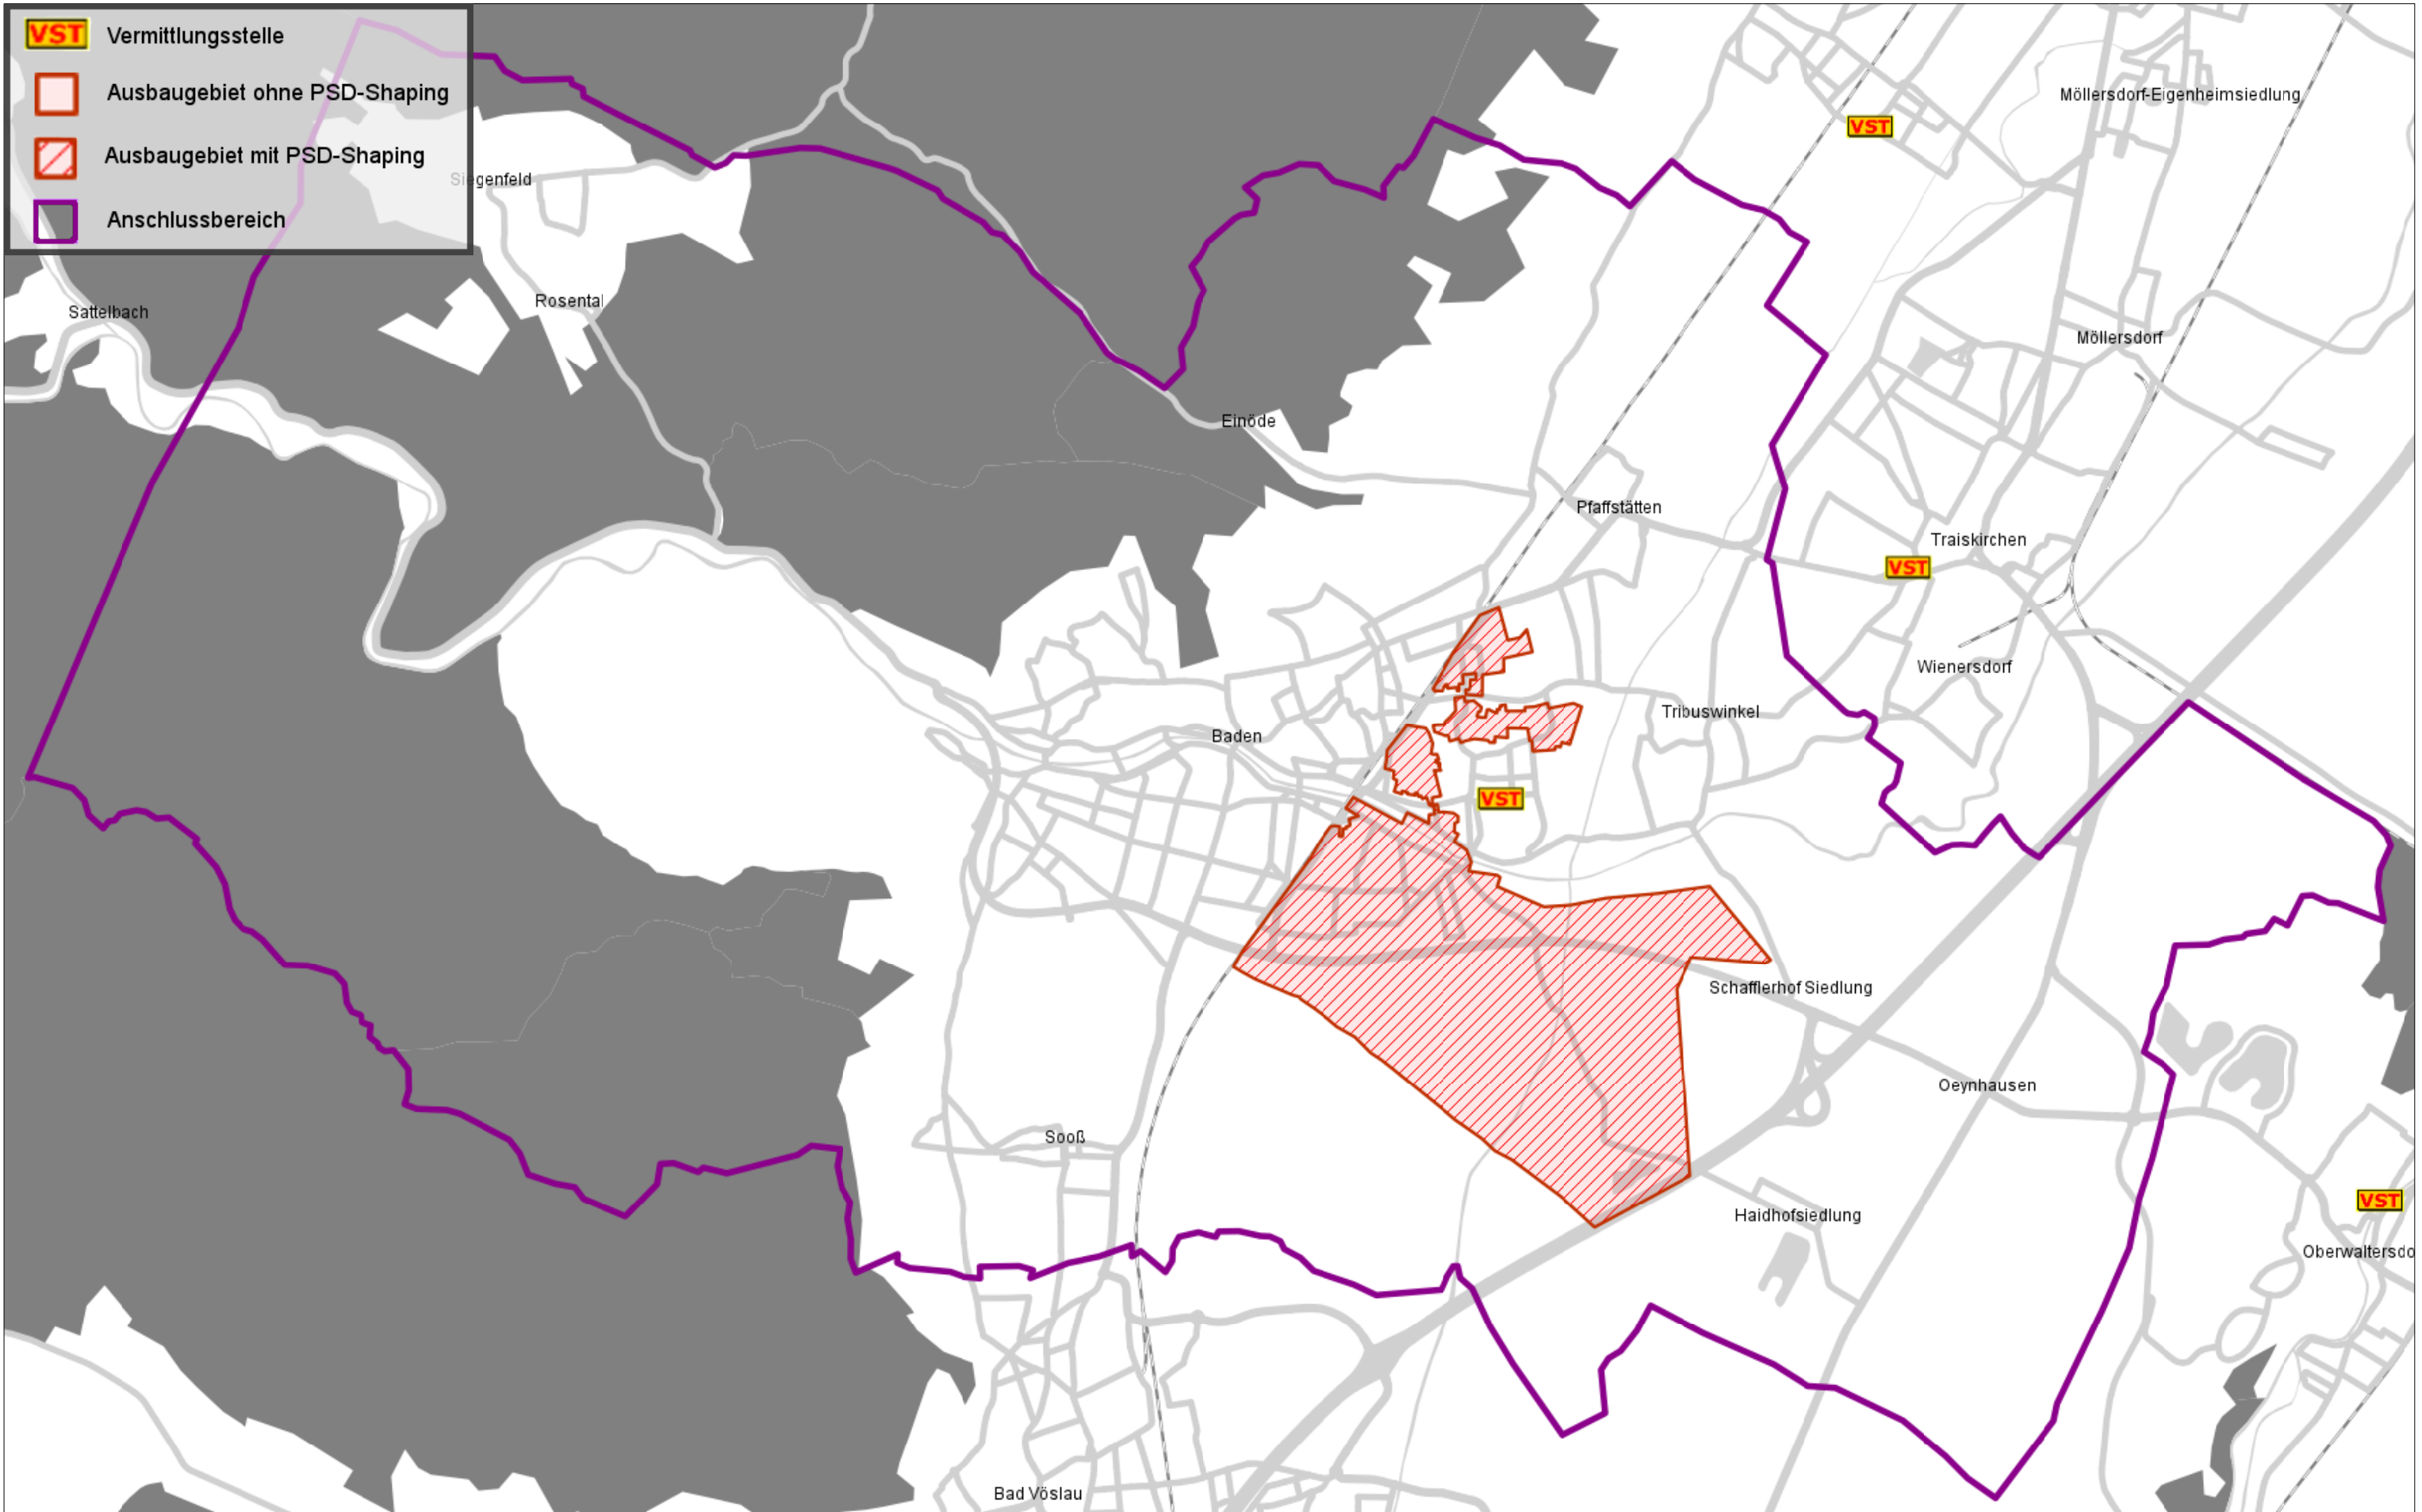 VST Vermittlungsstelle
Ausbaugebiet ohne PSD-Shaping
Ausbaugebiet mit PSD-Shaping
Anschlussbereich
Möllersdorf-Eigenheimsiedlung
VST
Siegenfeld
Rosental
Sattelbach
Möllersdorf
Einöde
Pfaffstätten
Traiskirchen
VST
Wienersdorf
Tribuswinkel
Baden
VST
Schafflerhof Siedlung
Oeynhausen
Sooß
VST
Haidhofsiedlung
Oberwaltersdo
Bad Vöslau